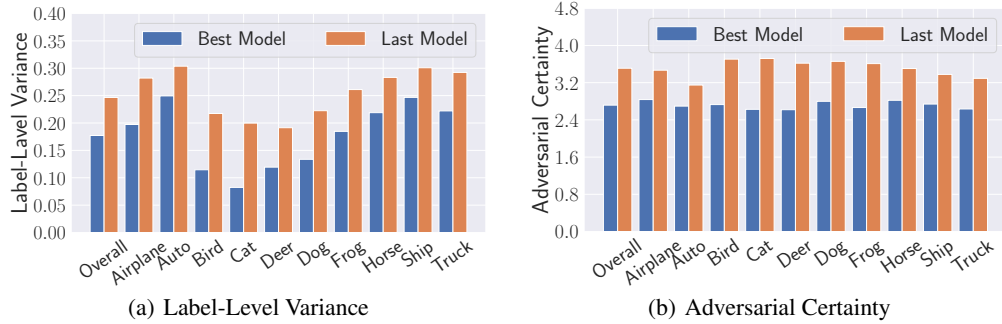 Label-Lavel Variance
0.40
0.35
0.30
0.25
0.20
0.15
0.10
0.05
0.00
Best Model
Last Model
Overall
Airplane
Auto
Bird
Cat
Deer
Dog
Frog
Horse
Ship
Truck
(a) Label-Level Variance
Adversarial Certainty
4.8
4.0
3.2
2.4
1.6
0.8
0.0
Best Model
Last Model
Overall
Airplane
Auto
Bird
Cat
Deer
Dog
Frog
Horse
Ship
Truck
(b) Adversarial Certainty